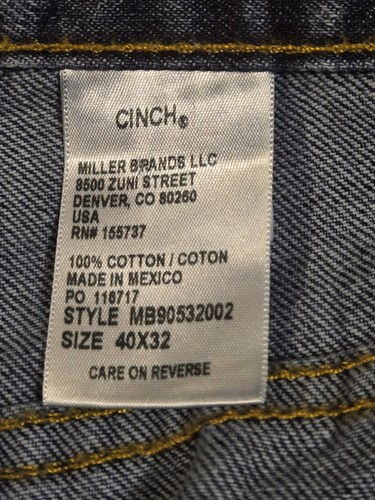 CINCH®
MILLER BRANDS LLC
8500 ZUNI STREET
DENVER, CO 80260
USA
RN# 155737
100% COTTON / COTON
MADE IN MEXICO
PO 118717
STYLE MB90532002
SIZE 40X32
CARE ON REVERSE